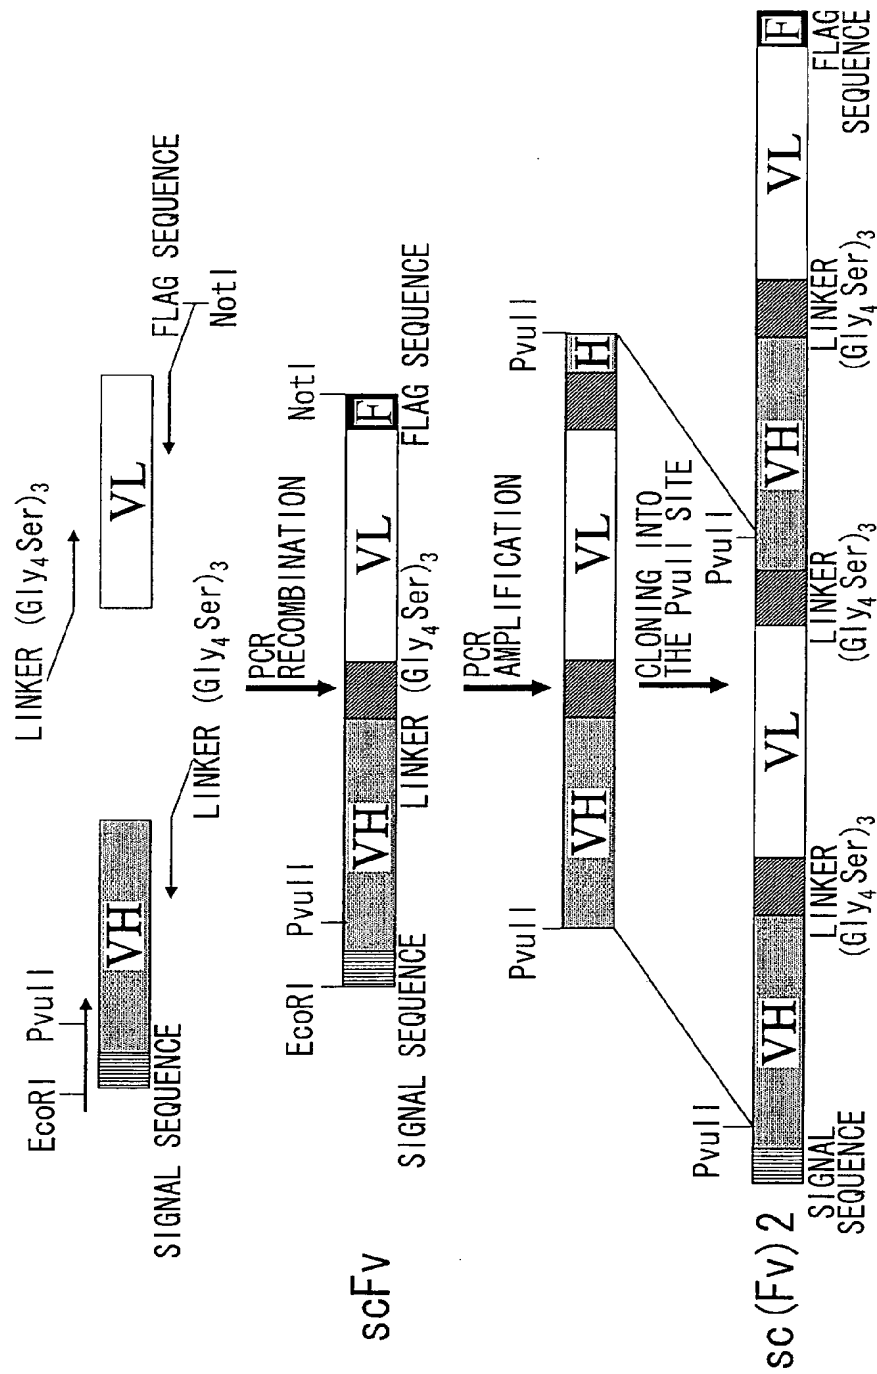 EcoRI
PvuII
VH
SIGNAL SEQUENCE
LINKER (Gly4Ser)3
LINKER (Gly4Ser)3
VL
FLAG SEQUENCE
NotI
PCR
RECOMBINATION
scFv
EcoRI
PvuII
NotI
VH
VL
F
SIGNAL SEQUENCE
LINKER (Gly4Ser)3
FLAG SEQUENCE
PCR
AMPLIFICATION
PvuII
PvuII
VH
VL
H
CLONING INTO
THE PvuII SITE
sc(Fv)2
PvuII
PvuII
VH
VL
VH
VL
F
SIGNAL
SEQUENCE
LINKER
(Gly4Ser)3
LINKER
(Gly4Ser)3
LINKER
(Gly4Ser)3
FLAG
SEQUENCE